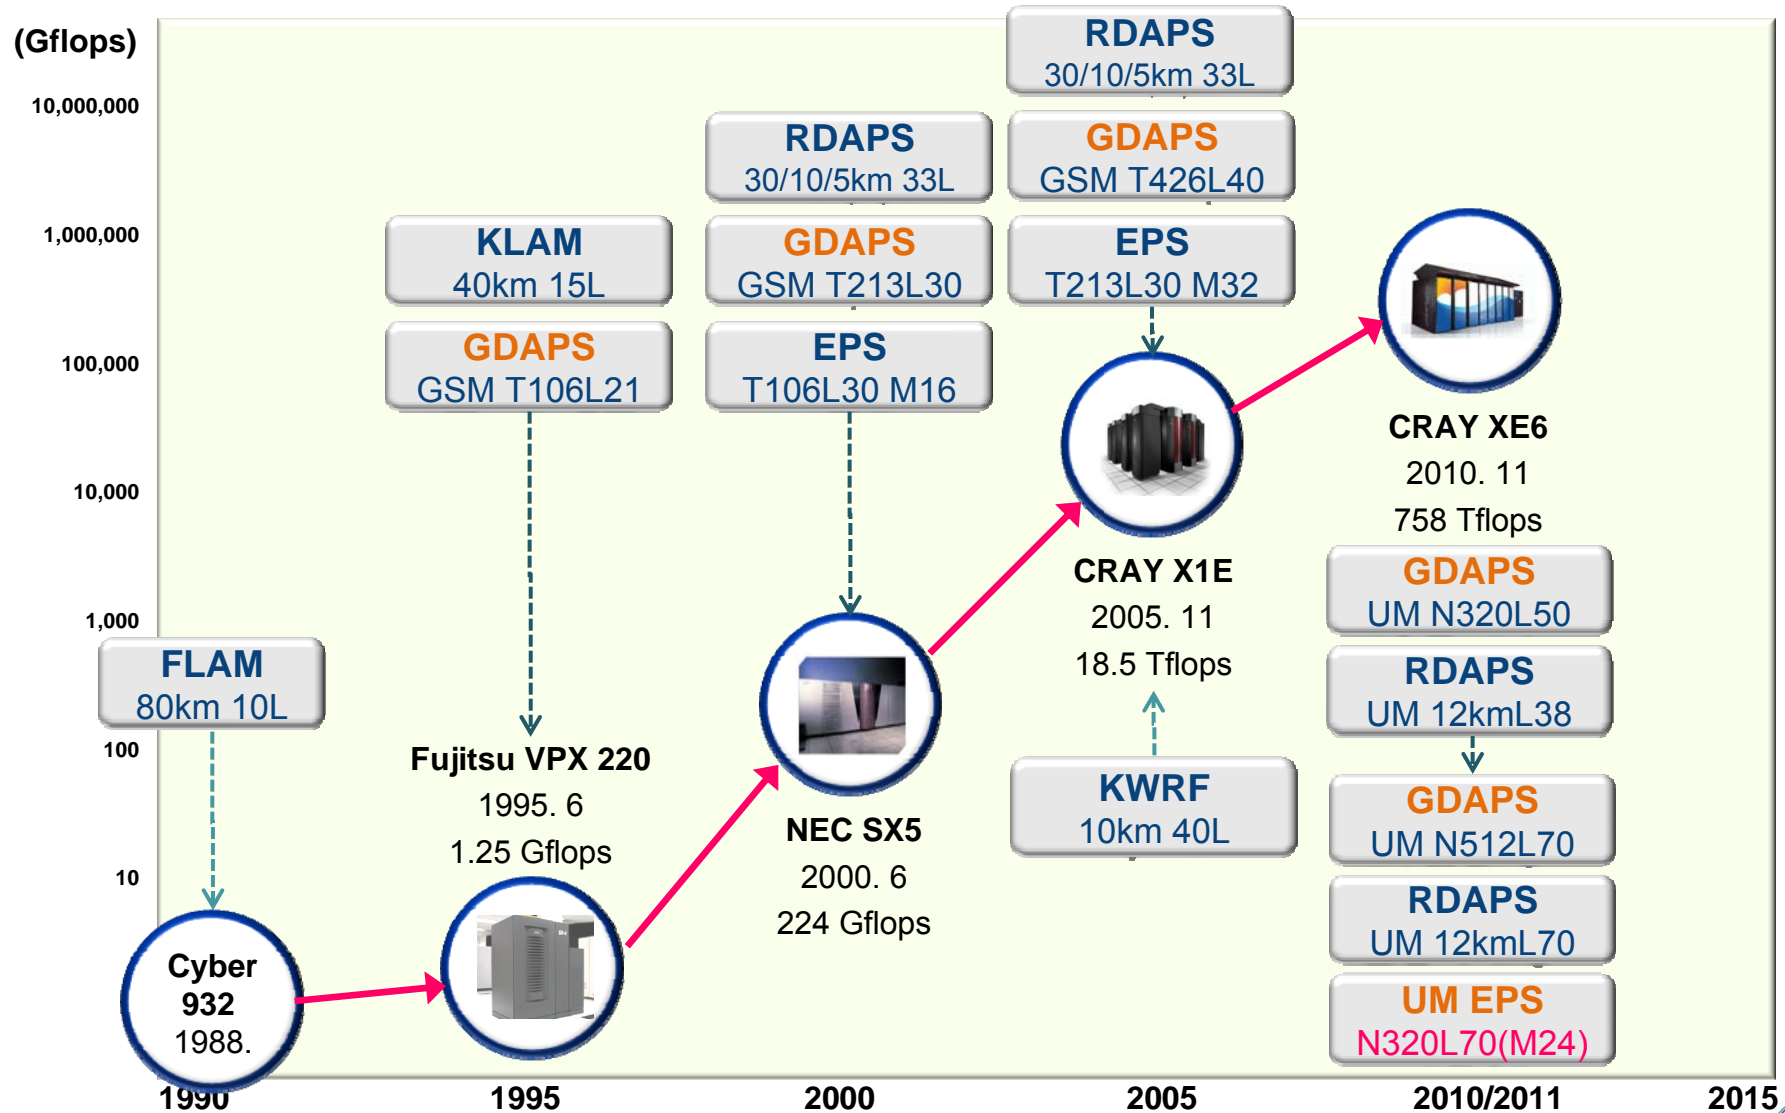 (Gflops)
10,000,000
1,000,000
100,000
10,000
1,000
100
10
FLAM
80km 10L
Cyber
932
1988.
KLAM
40km 15L
GDAPS
GSM T106L21
Fujitsu VPX 220
1995. 6
1.25 Gflops
RDAPS
30/10/5km 33L
GDAPS
GSM T213L30
EPS
T106L30 M16
NEC SX5
2000. 6
224 Gflops
RDAPS
30/10/5km 33L
GDAPS
GSM T426L40
EPS
T213L30 M32
CRAY X1E
2005. 11
18.5 Tflops
KWRF
10km 40L
CRAY XE6
2010. 11
758 Tflops
GDAPS
UM N320L50
RDAPS
UM 12kmL38
GDAPS
UM N512L70
RDAPS
UM 12kmL70
UM EPS
N320L70(M24)
1990
1995
2000
2005
2010/2011
2015